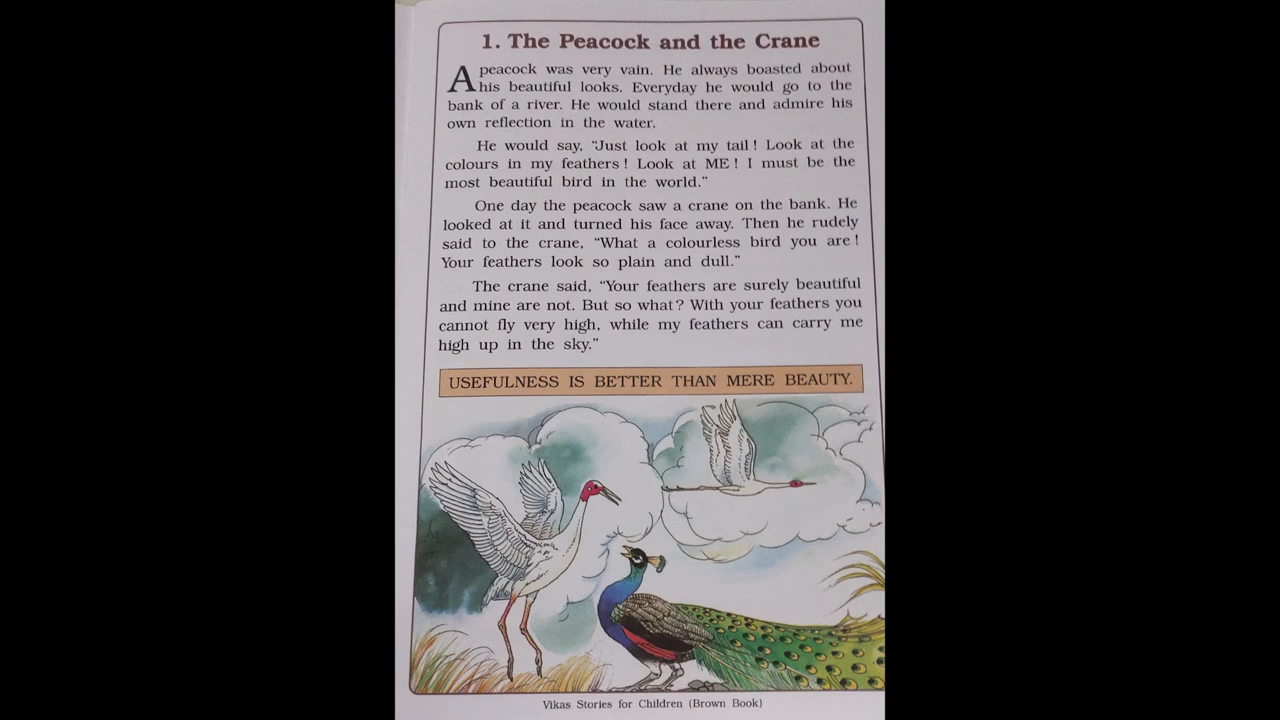 1. The Peacock and the Crane
A peacock was very vain. He always boasted about
his beautiful looks. Everyday he would go to the
bank of a river. He would stand there and admire his
own reflection in the water.
He would say, “Just look at my tail! Look at the
colours in my feathers! Look at ME! I must be the
most beautiful bird in the world.”
One day the peacock saw a crane on the bank. He
looked at it and turned his face away. Then he rudely
said to the crane, “What a colourless bird you are!
Your feathers look so plain and dull.”
The crane said, “Your feathers are surely beautiful
and mine are not. But so what? With your feathers you
cannot fly very high, while my feathers can carry me
high up in the sky.”
USEFULNESS IS BETTER THAN MERE BEAUTY.
Vikas Stories for Children (Brown Book)